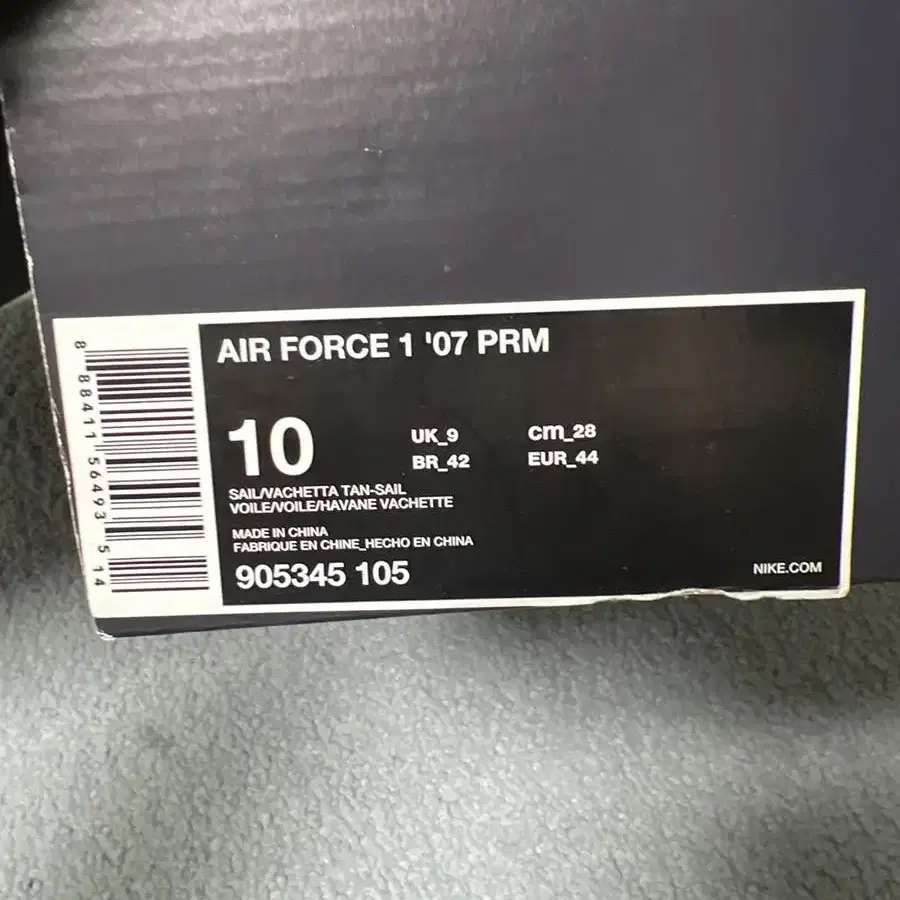 8 88411 56493 5 14
AIR FORCE 1 '07 PRM
10
UK_9 cm_28
BR_42 EUR_44
SAIL/VACHETTA TAN-SAIL
VOILE/VOILE/HAVANE VACHETTE
MADE IN CHINA
FABRIQUE EN CHINE_HECHO EN CHINA
905345 105
NIKE.COM